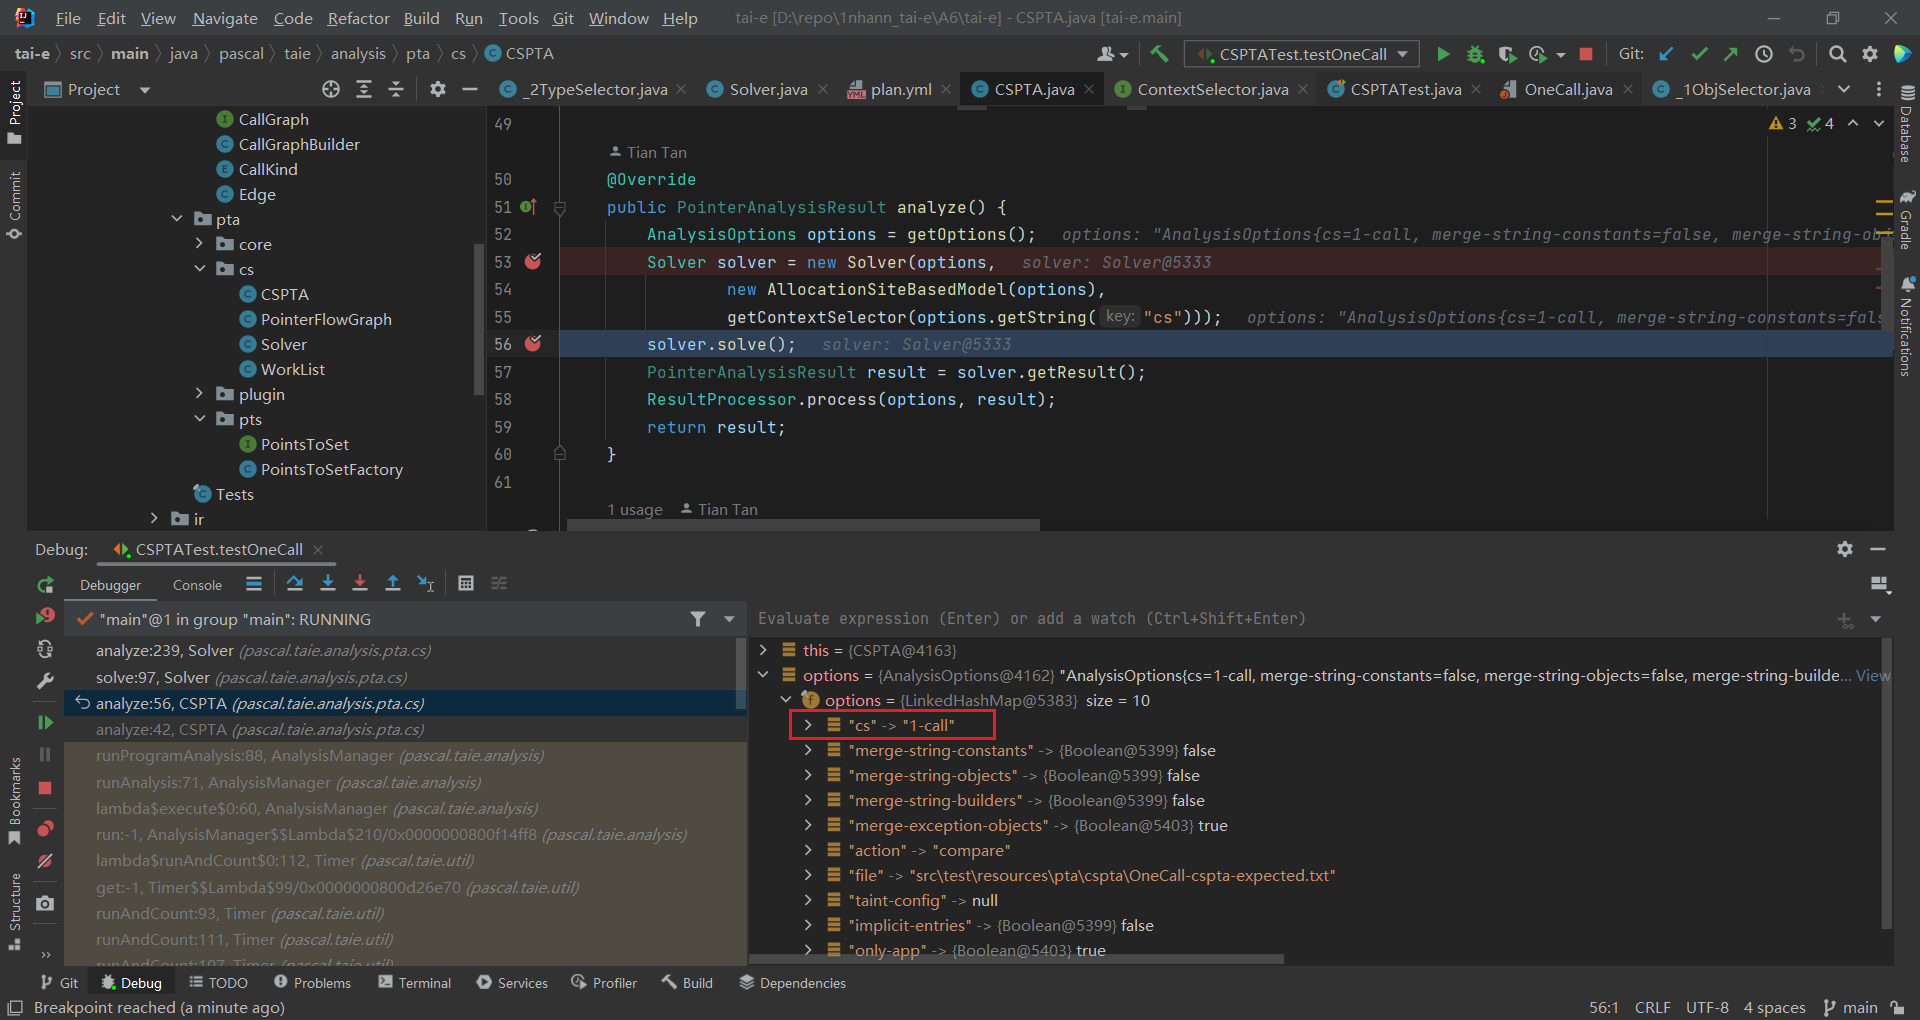 File Edit View Navigate Code Refactor Build Run Tools Git Window Help tai-e [D:\repo\1nhann_tai-e\A6\tai-e] - CSPTA.java [tai-e.main]
tai-e src main java pascal taie analysis pta cs CSPTA CSPTATest.testOneCall Git:
Project _2TypeSelector.java Solver.java plan.yml CSPTA.java ContextSelector.java CSPTATest.java OneCall.java _1ObjSelector.java
Project
Commit
Bookmarks
Structure
CallGraph
CallGraphBuilder
CallKind
Edge
pta
core
cs
CSPTA
PointerFlowGraph
Solver
WorkList
plugin
pts
PointsToSet
PointsToSetFactory
Tests
ir
3 4
49
Tian Tan
50 @Override
51 public PointerAnalysisResult analyze() {
52 AnalysisOptions options = getOptions(); options: "AnalysisOptions{cs=1-call, merge-string-constants=false, merge-string-obj
53 Solver solver = new Solver(options, solver: Solver@5333
54 new AllocationSiteBasedModel(options),
55 getContextSelector(options.getString( key: "cs"))); options: "AnalysisOptions{cs=1-call, merge-string-constants=fals
56 solver.solve(); solver: Solver@5333
57 PointerAnalysisResult result = solver.getResult();
58 ResultProcessor.process(options, result);
59 return result;
60 }
61
1 usage Tian Tan
Database
Gradle
Notifications
Debug: CSPTATest.testOneCall
Debugger Console
"main"@1 in group "main": RUNNING
analyze:239, Solver (pascal.taie.analysis.pta.cs)
solve:97, Solver (pascal.taie.analysis.pta.cs)
analyze:56, CSPTA (pascal.taie.analysis.pta.cs)
analyze:42, CSPTA (pascal.taie.analysis.pta.cs)
runProgramAnalysis:88, AnalysisManager (pascal.taie.analysis)
runAnalysis:71, AnalysisManager (pascal.taie.analysis)
lambda$execute$0:60, AnalysisManager (pascal.taie.analysis)
run:-1, AnalysisManager$$Lambda$210/0x0000000800f14ff8 (pascal.taie.analysis)
lambda$runAndCount$0:112, Timer (pascal.taie.util)
get:-1, Timer$$Lambda$99/0x0000000800d26e70 (pascal.taie.util)
runAndCount:93, Timer (pascal.taie.util)
runAndCount:111, Timer (pascal.taie.util)
runAndCount:107, Timer (pascal.taie.util)
Evaluate expression (Enter) or add a watch (Ctrl+Shift+Enter)
this = {CSPTA@4163}
options = {AnalysisOptions@4162} "AnalysisOptions{cs=1-call, merge-string-constants=false, merge-string-objects=false, merge-string-builde... View
options = {LinkedHashMap@5383} size = 10
"cs" -> "1-call"
"merge-string-constants" -> {Boolean@5399} false
"merge-string-objects" -> {Boolean@5399} false
"merge-string-builders" -> {Boolean@5399} false
"merge-exception-objects" -> {Boolean@5403} true
"action" -> "compare"
"file" -> "src\test\resources\pta\cspta\OneCall-cspta-expected.txt"
"taint-config" -> null
"implicit-entries" -> {Boolean@5399} false
"only-app" -> {Boolean@5403} true
Git Debug TODO Problems Terminal Services Profiler Build Dependencies
Breakpoint reached (a minute ago) 56:1 CRLF UTF-8 4 spaces main